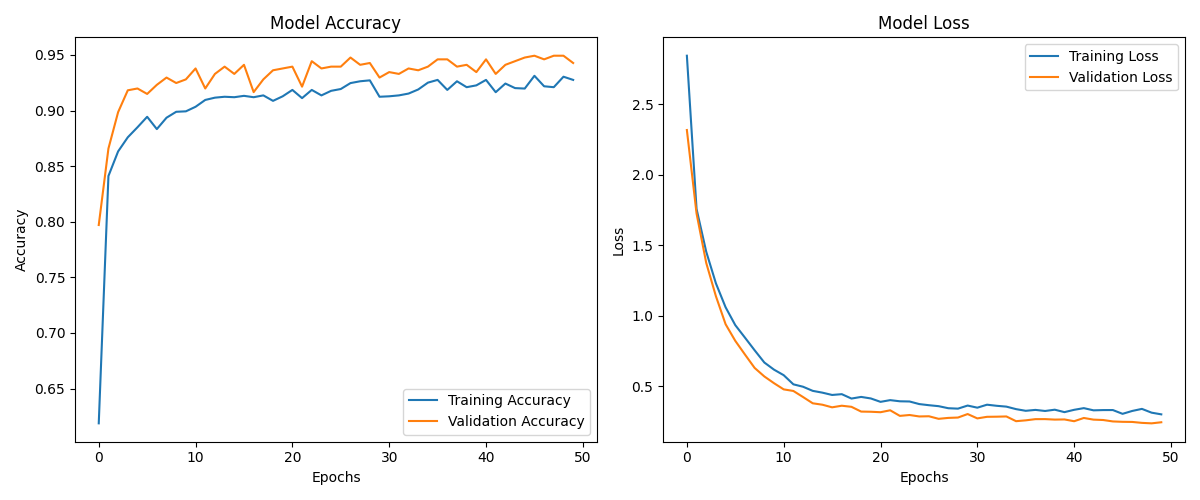 Model Accuracy
Accuracy
0.95
0.90
0.85
0.80
0.75
0.70
0.65
Training Accuracy
Validation Accuracy
0
10
20
30
40
50
Epochs
Model Loss
Loss
2.5
2.0
1.5
1.0
0.5
Training Loss
Validation Loss
0
10
20
30
40
50
Epochs